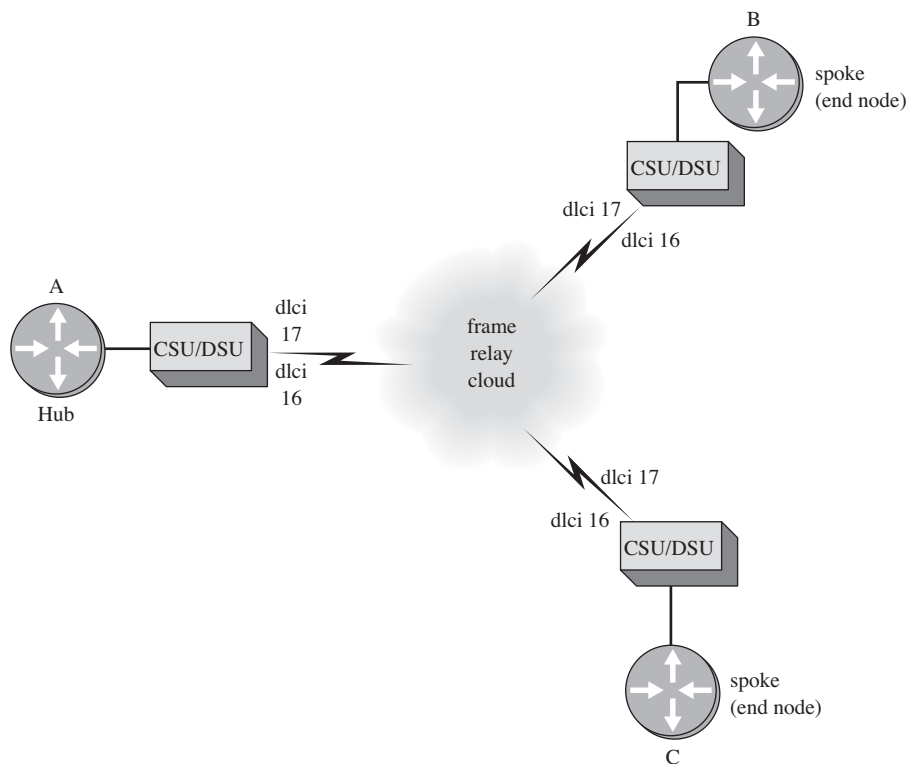 B
spoke
(end node)
CSU/DSU
dlci 17
dlci 16
A
dlci
17
CSU/DSU
dlci
16
Hub
frame
relay
cloud
dlci 17
dlci 16
CSU/DSU
spoke
(end node)
C